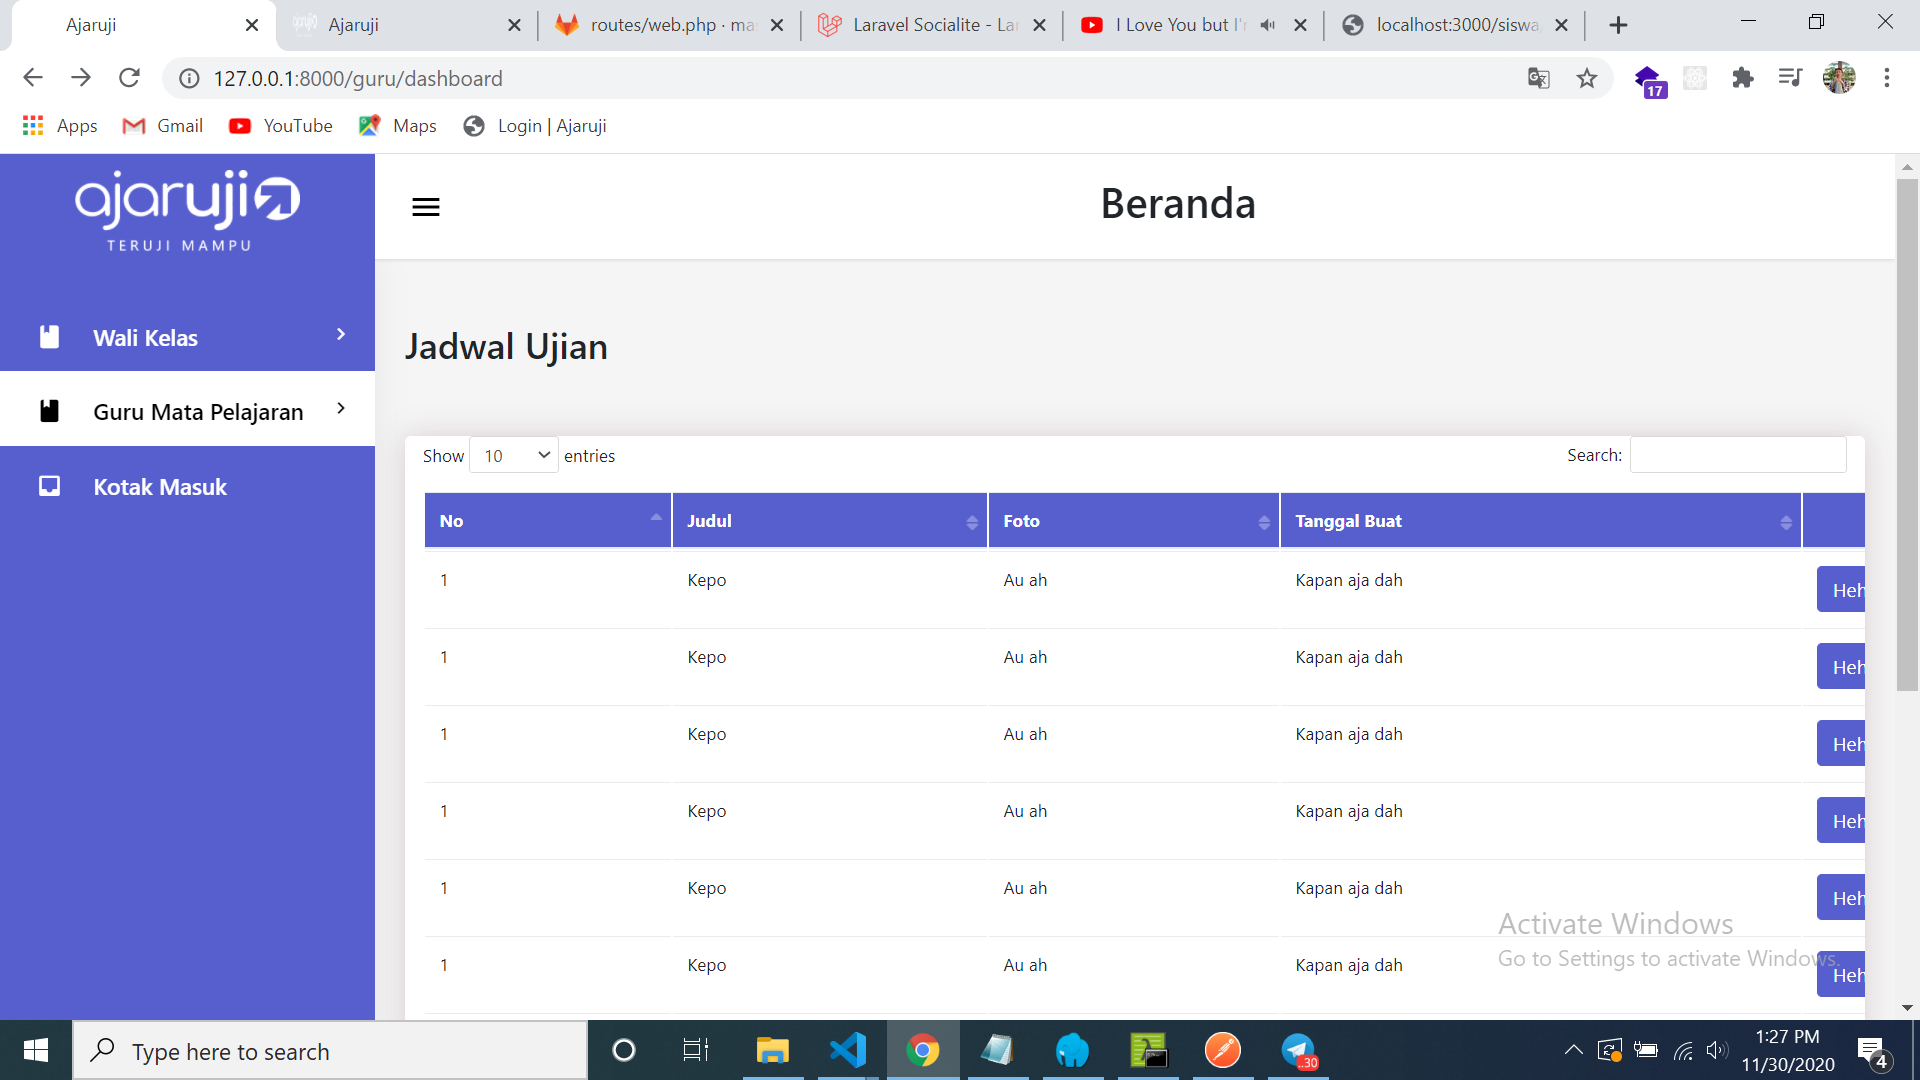 Ajaruji
Ajaruji
routes/web.php · ma
Laravel Socialite - La
I Love You but I'
localhost:3000/siswa
127.0.0.1:8000/guru/dashboard
17
Apps
Gmail
YouTube
Maps
Login | Ajaruji
ajaruji
TERUJI MAMPU
Beranda
Wali Kelas
Guru Mata Pelajaran
Kotak Masuk
Jadwal Ujian
Show 10 entries
Search:
No Judul Foto Tanggal Buat
1 Kepo Au ah Kapan aja dah Heh
1 Kepo Au ah Kapan aja dah Heh
1 Kepo Au ah Kapan aja dah Heh
1 Kepo Au ah Kapan aja dah Heh
1 Kepo Au ah Kapan aja dah Heh
1 Kepo Au ah Kapan aja dah Heh
Activate Windows
Go to Settings to activate Windows.
Type here to search
..30
1:27 PM
11/30/2020
4